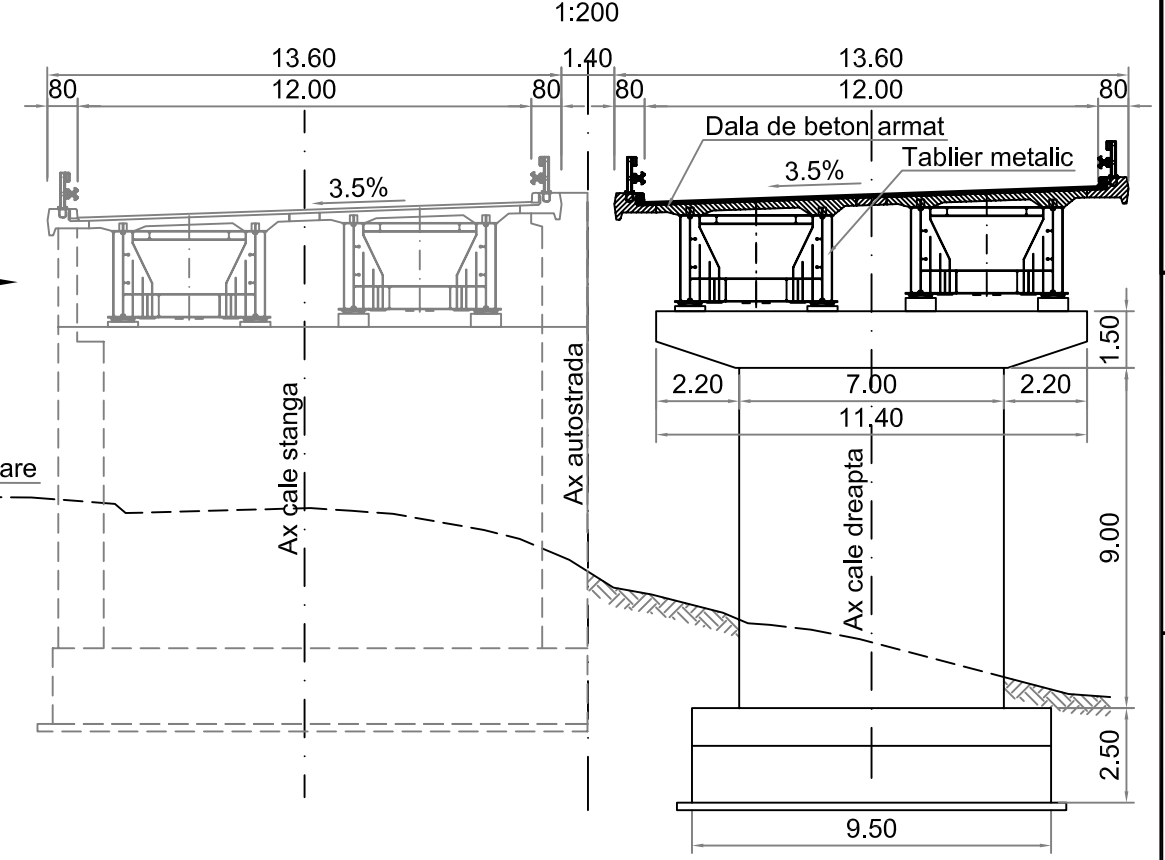 1:200
13.60 1.40 13.60
80 12.00 80 80 12.00 80
Dala de beton armat
Tablier metalic
3.5% 3.5%
1.50
2.20 7.00 2.20
11.40
Ax cale stanga
Ax autostrada
Ax cale dreapta
are
9.00
2.50
9.50